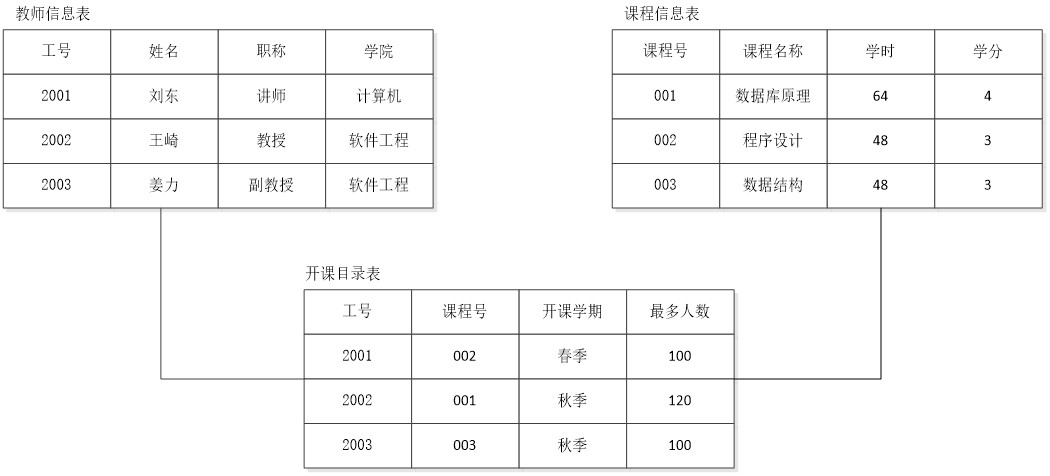 教师信息表
工号 姓名 职称 学院
2001 刘东 讲师 计算机
2002 王崎 教授 软件工程
2003 姜力 副教授 软件工程
课程信息表
课程号 课程名称 学时 学分
001 数据库原理 64 4
002 程序设计 48 3
003 数据结构 48 3
开课目录表
工号 课程号 开课学期 最多人数
2001 002 春季 100
2002 001 秋季 120
2003 003 秋季 100